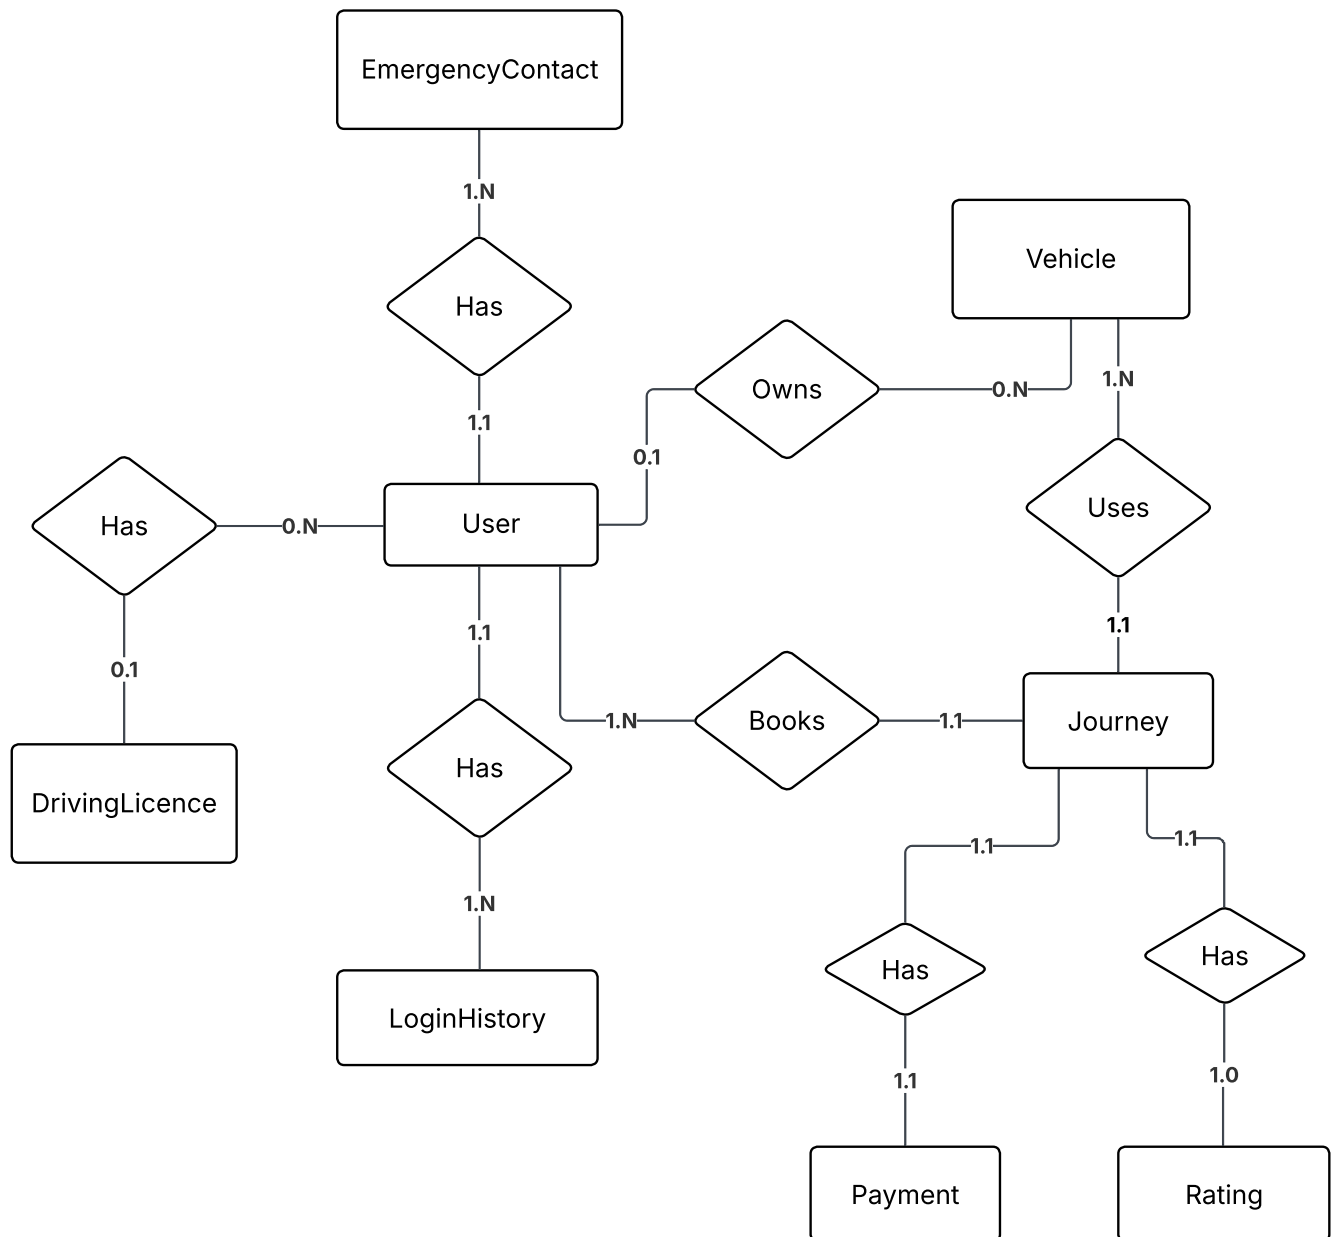 EmergencyContact
1.N
Has
1.1
Vehicle
Owns
0.N
1.N
0.1
Uses
Has
0.N
User
1.1
0.1
1.1
DrivingLicence
Has
1.N
Books
1.1
Journey
1.N
LoginHistory
1.1
1.1
Has
Has
1.1
1.0
Payment
Rating